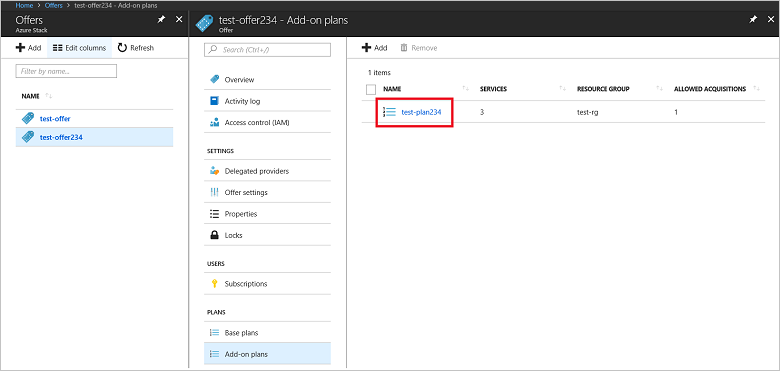 Home > Offers > test-offer234 - Add-on plans
Offers
Azure Stack
Add Edit columns Refresh
Filter by name...
NAME
test-offer
test-offer234
test-offer234 - Add-on plans
Offer
Search (Ctrl+/)
Overview
Activity log
Access control (IAM)
SETTINGS
Delegated providers
Offer settings
Properties
Locks
USERS
Subscriptions
PLANS
Base plans
Add-on plans
Add Remove
1 items
NAME SERVICES RESOURCE GROUP ALLOWED ACQUISITIONS
test-plan234 3 test-rg 1